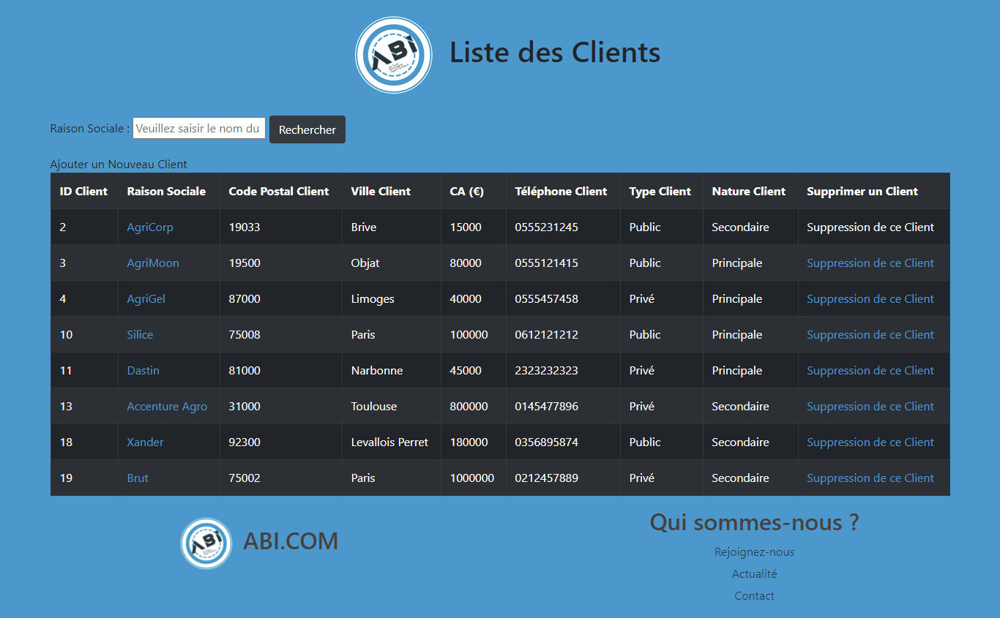 ABI
Liste des Clients
Raison Sociale : Veuillez saisir le nom du Rechercher
Ajouter un Nouveau Client
ID Client Raison Sociale Code Postal Client Ville Client CA (€) Téléphone Client Type Client Nature Client Supprimer un Client
2 AgriCorp 19033 Brive 15000 0555231245 Public Secondaire Suppression de ce Client
3 AgriMoon 19500 Objat 80000 0555121415 Public Principale Suppression de ce Client
4 AgriGel 87000 Limoges 40000 0555457458 Privé Principale Suppression de ce Client
10 Silice 75008 Paris 100000 0612121212 Public Principale Suppression de ce Client
11 Dastin 81000 Narbonne 45000 2323232323 Privé Principale Suppression de ce Client
13 Accenture Agro 31000 Toulouse 800000 0145477896 Privé Secondaire Suppression de ce Client
18 Xander 92300 Levallois Perret 180000 0356895874 Public Secondaire Suppression de ce Client
19 Brut 75002 Paris 1000000 0212457889 Privé Secondaire Suppression de ce Client
ABI
ABI.COM
Qui sommes-nous ?
Rejoignez-nous
Actualité
Contact